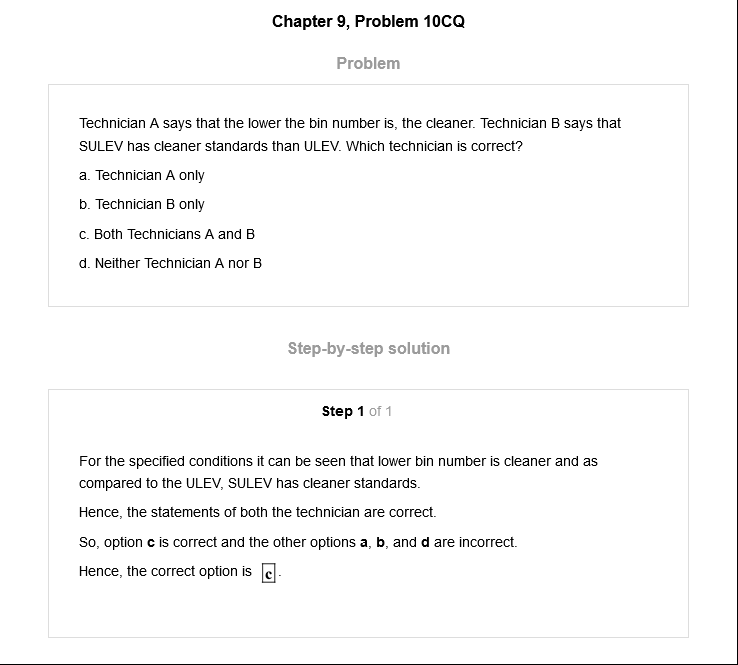 Chapter 9, Problem 10CQ
Problem
Technician A says that the lower the bin number is, the cleaner. Technician B says that
SULEV has cleaner standards than ULEV. Which technician is correct?
a. Technician A only
b. Technician B only
c. Both Technicians A and B
d. Neither Technician A nor B
Step-by-step solution
Step 1 of 1
For the specified conditions it can be seen that lower bin number is cleaner and as
compared to the ULEV, SULEV has cleaner standards.
Hence, the statements of both the technician are correct.
So, option c is correct and the other options a, b, and d are incorrect.
Hence, the correct option is c.